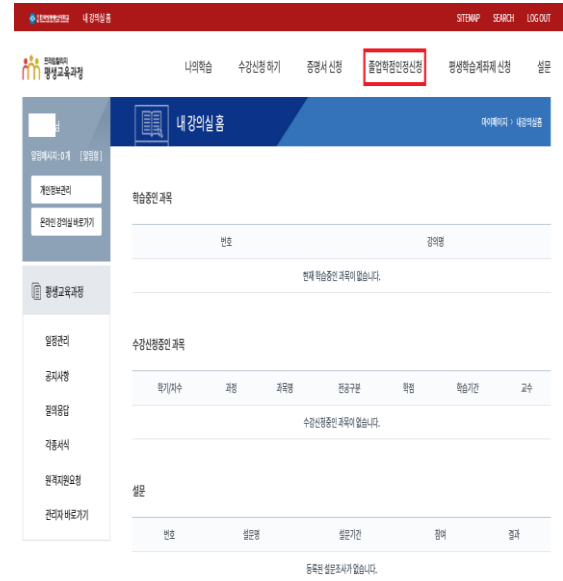 내 강의실 홈
SITEMAP SEARCH LOG OUT
프라임칼리지
평생교육과정
나의학습 수강신청 하기 증명서 신청 졸업학점인정신청 평생학습계좌제 신청 설문
님
알림메시지 : 0 개 [ 알림함 ]
개인정보관리
온라인 강의실 바로가기
평생교육과정
일정관리
공지사항
질의응답
각종서식
원격지원요청
관리자 바로가기
내 강의실 홈
마이페이지 > 내강의실홈
학습중인 과목
번호 강의명
현재 학습중인 과목이 없습니다.
수강신청중인 과목
학기/차수 과정 과목명 전공구분 학점 학습기간 교수
수강신청중인 과목이 없습니다.
설문
번호 설문명 설문기간 참여 결과
등록된 설문조사가 없습니다.